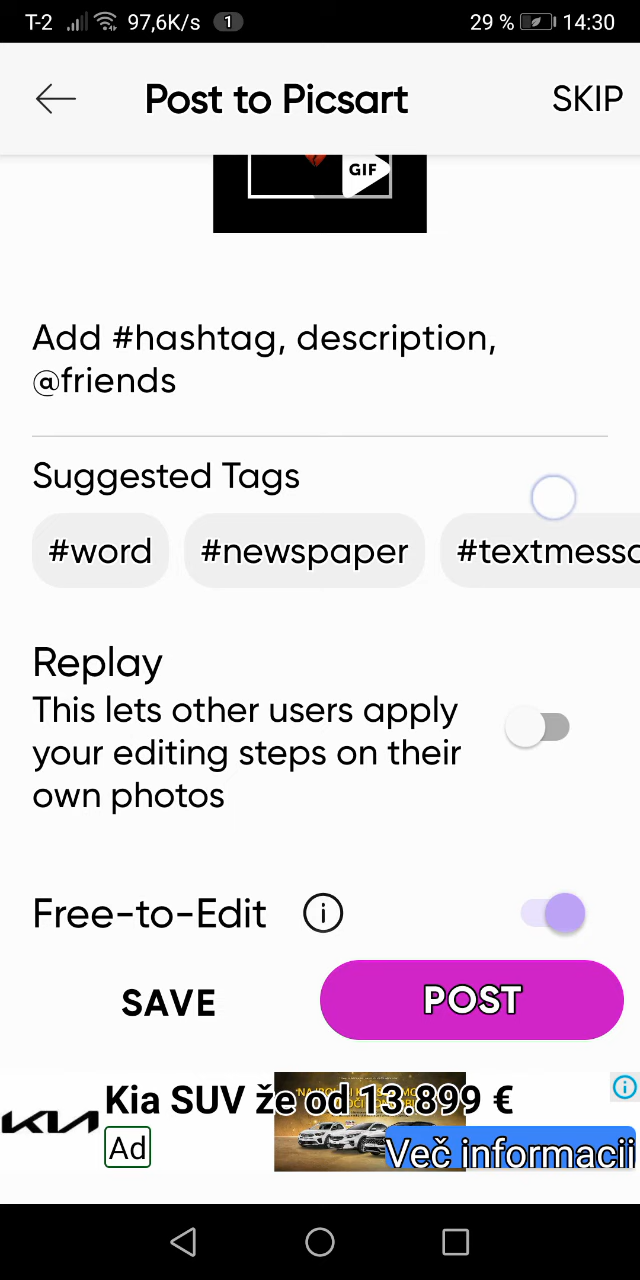 T-2 97,6K/s 1 29 % 14:30
Post to Picsart SKIP
GIF
Add #hashtag, description,
@friends
Suggested Tags
#word #newspaper #textmessa
Replay
This lets other users apply
your editing steps on their
own photos
Free-to-Edit
SAVE POST
KIA Kia SUV že od 13.899 €
Ad
Več informacij